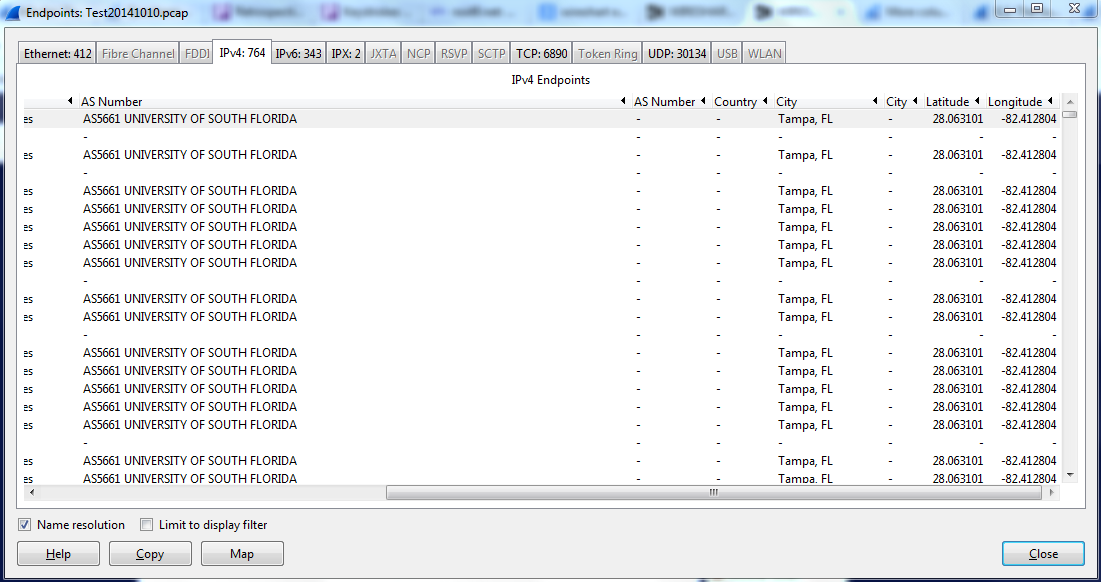 Endpoints: Test20141010.pcap
Ethernet: 412 Fibre Channel FDDI IPv4: 764 IPv6: 343 IPX: 2 JXTA NCP RSVP SCTP TCP: 6890 Token Ring UDP: 30134 USB WLAN
IPv4 Endpoints
AS Number AS Number Country City City Latitude Longitude
es AS5661 UNIVERSITY OF SOUTH FLORIDA - - Tampa, FL - 28.063101 -82.412804
- - - - - - -
es AS5661 UNIVERSITY OF SOUTH FLORIDA - - Tampa, FL - 28.063101 -82.412804
- - - - - - -
es AS5661 UNIVERSITY OF SOUTH FLORIDA - - Tampa, FL - 28.063101 -82.412804
es AS5661 UNIVERSITY OF SOUTH FLORIDA - - Tampa, FL - 28.063101 -82.412804
es AS5661 UNIVERSITY OF SOUTH FLORIDA - - Tampa, FL - 28.063101 -82.412804
es AS5661 UNIVERSITY OF SOUTH FLORIDA - - Tampa, FL - 28.063101 -82.412804
es AS5661 UNIVERSITY OF SOUTH FLORIDA - - Tampa, FL - 28.063101 -82.412804
- - - - - - -
es AS5661 UNIVERSITY OF SOUTH FLORIDA - - Tampa, FL - 28.063101 -82.412804
es AS5661 UNIVERSITY OF SOUTH FLORIDA - - Tampa, FL - 28.063101 -82.412804
- - - - - - -
es AS5661 UNIVERSITY OF SOUTH FLORIDA - - Tampa, FL - 28.063101 -82.412804
es AS5661 UNIVERSITY OF SOUTH FLORIDA - - Tampa, FL - 28.063101 -82.412804
es AS5661 UNIVERSITY OF SOUTH FLORIDA - - Tampa, FL - 28.063101 -82.412804
es AS5661 UNIVERSITY OF SOUTH FLORIDA - - Tampa, FL - 28.063101 -82.412804
es AS5661 UNIVERSITY OF SOUTH FLORIDA - - Tampa, FL - 28.063101 -82.412804
- - - - - - -
es AS5661 UNIVERSITY OF SOUTH FLORIDA - - Tampa, FL - 28.063101 -82.412804
es AS5661 UNIVERSITY OF SOUTH FLORIDA - - Tampa, FL - 28.063101 -82.412804
Name resolution Limit to display filter
Help Copy Map Close